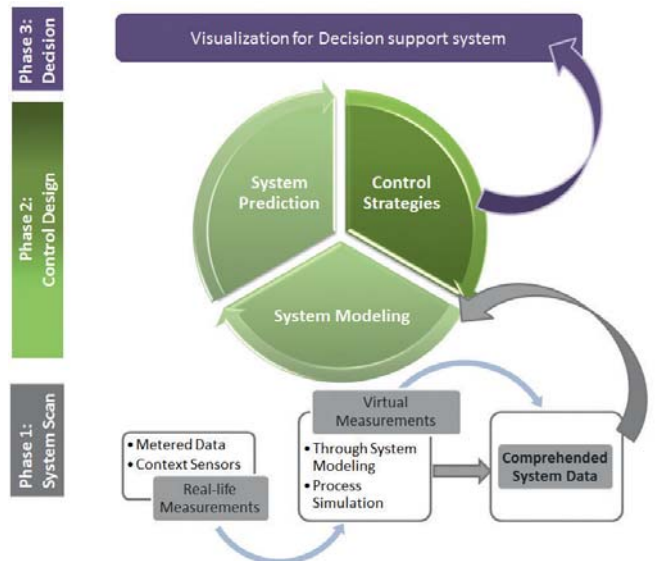 Phase 3:
Decision
Visualization for Decision support system
Phase 2:
Control Design
System
Prediction
Control
Strategies
System Modeling
Phase 1:
System Scan
• Metered Data
• Context Sensors
Real-life
Measurements
Virtual
Measurements
• Through System
Modeling
• Process
Simulation
Comprehended
System Data